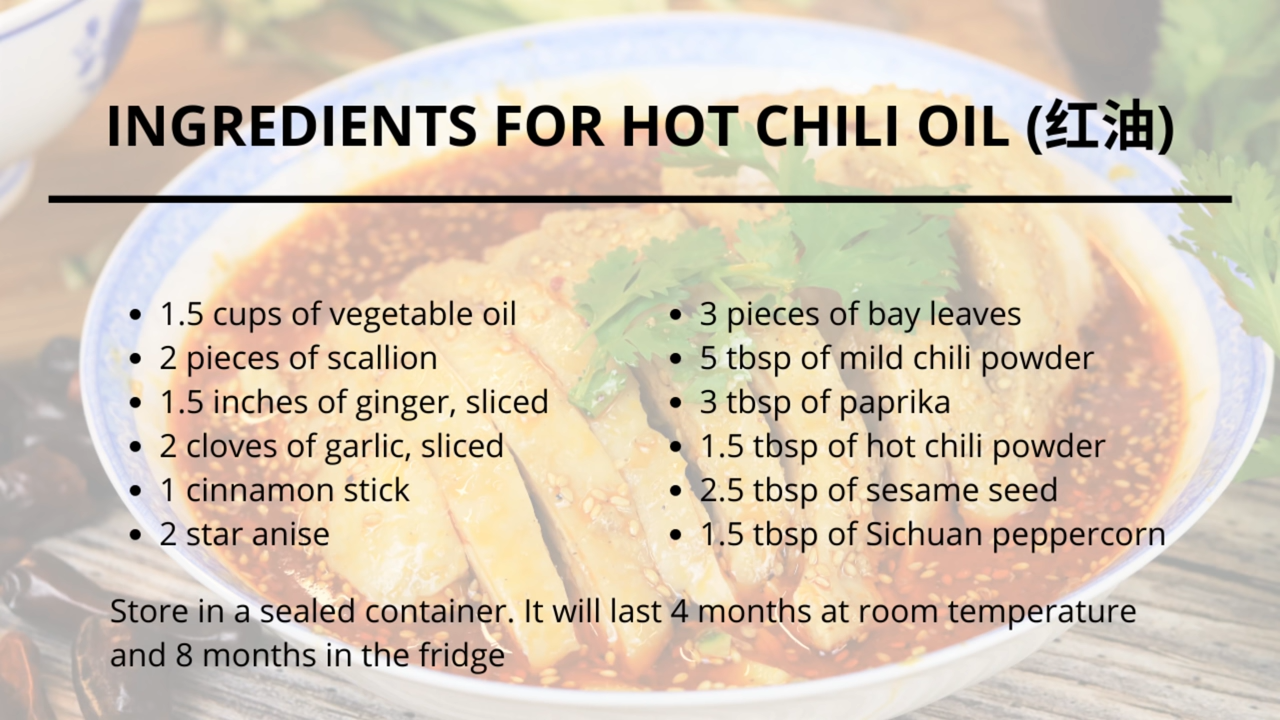 INGREDIENTS FOR HOT CHILI OIL (红油)
• 1.5 cups of vegetable oil
• 2 pieces of scallion
• 1.5 inches of ginger, sliced
• 2 cloves of garlic, sliced
• 1 cinnamon stick
• 2 star anise
• 3 pieces of bay leaves
• 5 tbsp of mild chili powder
• 3 tbsp of paprika
• 1.5 tbsp of hot chili powder
• 2.5 tbsp of sesame seed
• 1.5 tbsp of Sichuan peppercorn
Store in a sealed container. It will last 4 months at room temperature
and 8 months in the fridge